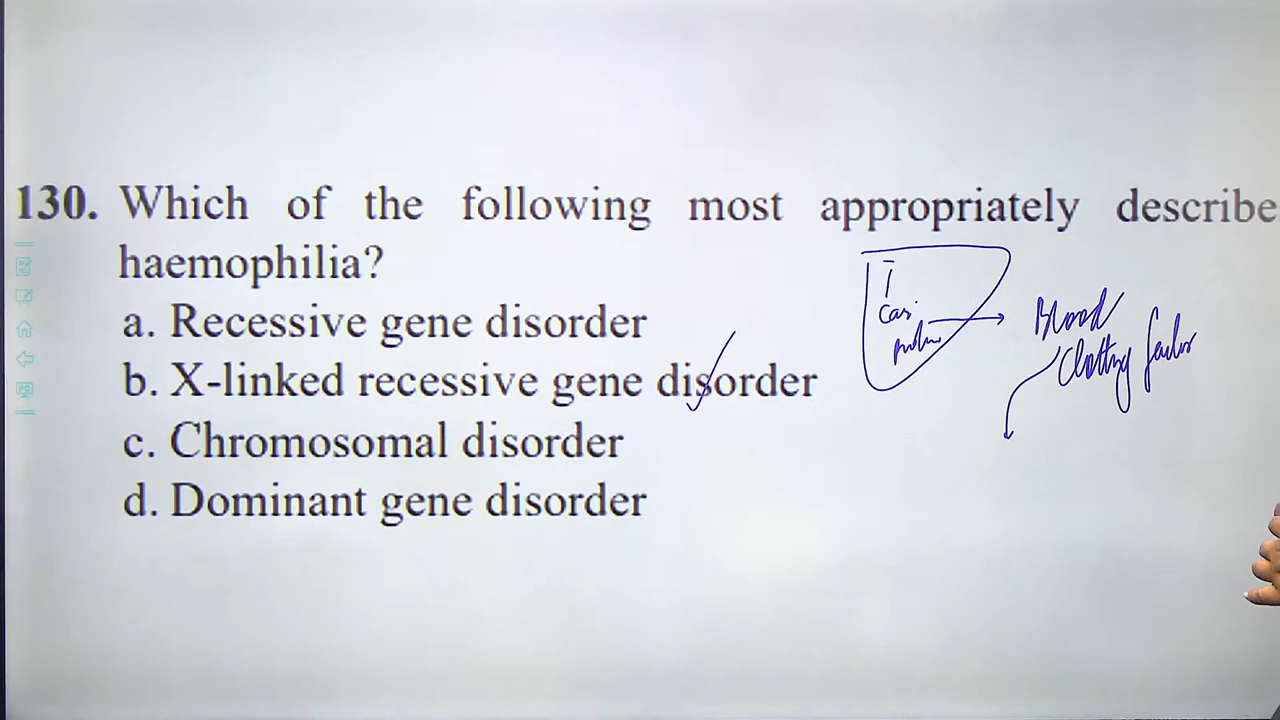 130. Which of the following most appropriately describe
haemophilia?
a. Recessive gene disorder
b. X-linked recessive gene disorder
c. Chromosomal disorder
d. Dominant gene disorder
Blood
Clotting factor